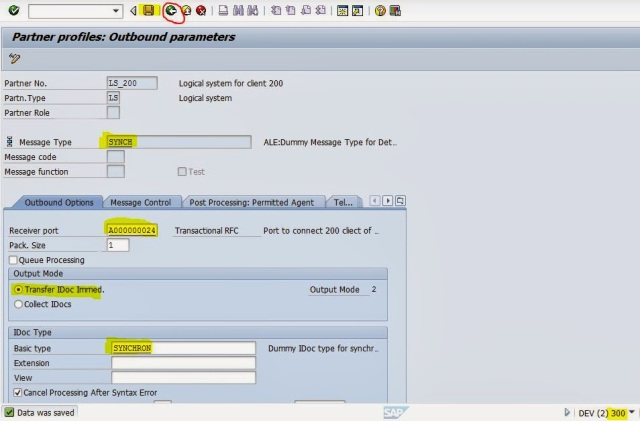 Partner profiles: Outbound parameters
Partner No. LS_200 Logical system for client 200
Partn.Type LS Logical system
Partner Role
Message Type SYNCH ALE:Dummy Message Type for Det..
Message code
Message function Test
Outbound Options Message Control Post Processing: Permitted Agent Tel...
Receiver port A000000024 Transactional RFC Port to connect 200 cliect of ..
Pack. Size 1
Queue Processing
Output Mode
Transfer IDoc Immed. Output Mode 2
Collect IDocs
IDoc Type
Basic type SYNCHRON Dummy IDoc type for synchr..
Extension
View
Cancel Processing After Syntax Error
Data was saved SAP DEV (2) 300